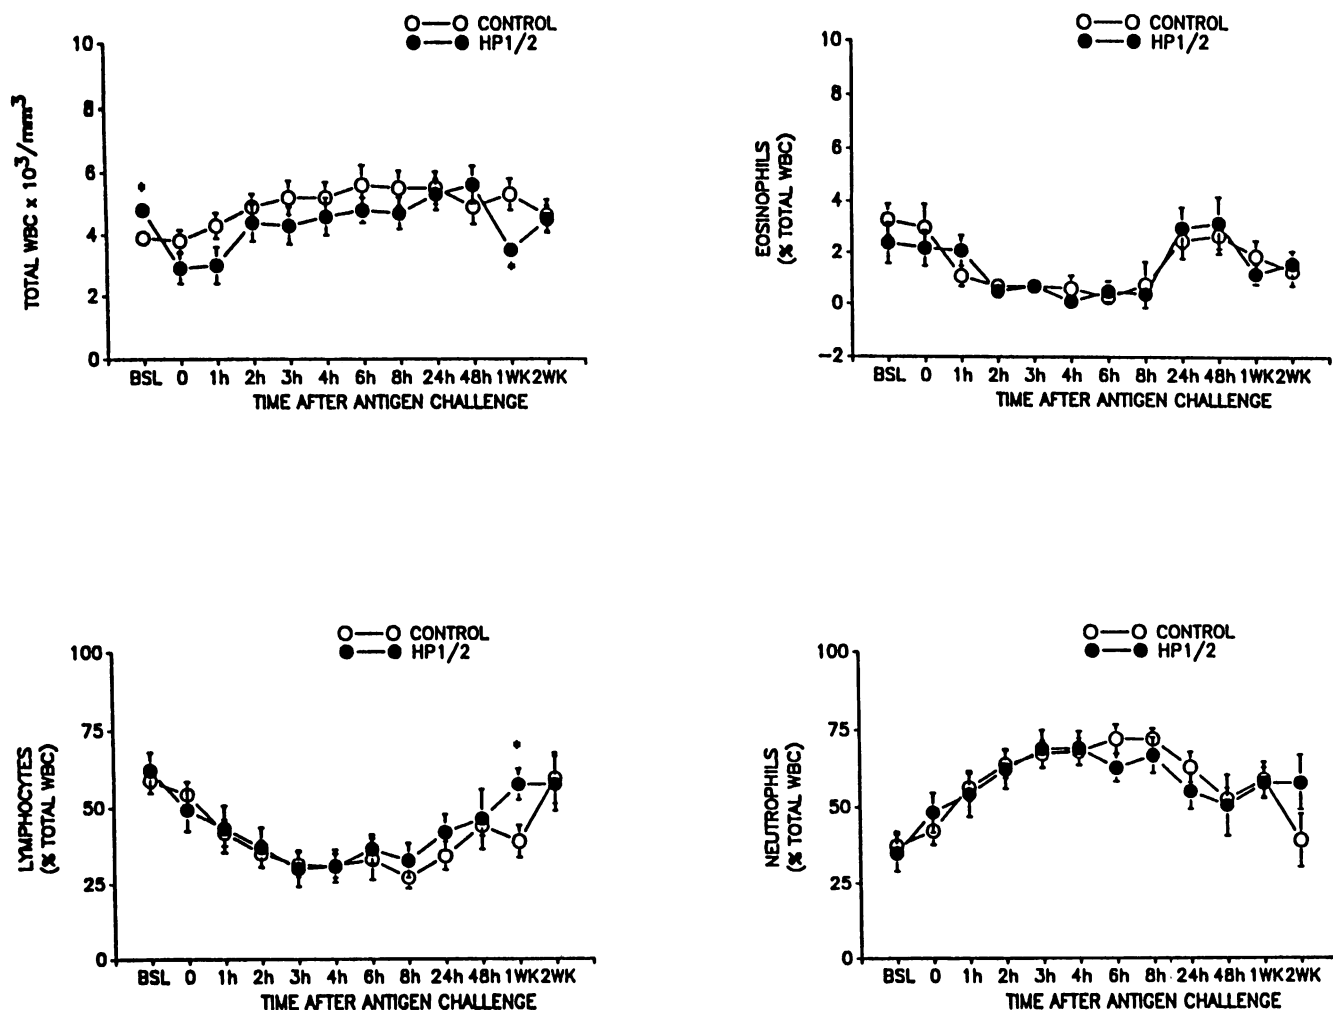 CONTROL
HP1/2
10
8
6
4
2
0
TOTAL WBC x 10³/mm³
*
*
BSL 0 1h 2h 3h 4h 6h 8h 24h 48h 1WK 2WK
TIME AFTER ANTIGEN CHALLENGE
CONTROL
HP1/2
10
8
6
4
2
0
-2
EOSINOPHILS
(% TOTAL WBC)
BSL 0 1h 2h 3h 4h 6h 8h 24h 48h 1WK 2WK
TIME AFTER ANTIGEN CHALLENGE
CONTROL
HP1/2
100
75
50
25
0
LYMPHOCYTES
(% TOTAL WBC)
*
BSL 0 1h 2h 3h 4h 6h 8h 24h 48h 1WK 2WK
TIME AFTER ANTIGEN CHALLENGE
CONTROL
HP1/2
100
75
50
25
0
NEUTROPHILS
(% TOTAL WBC)
BSL 0 1h 2h 3h 4h 6h 8h 24h 48h 1WK 2WK
TIME AFTER ANTIGEN CHALLENGE